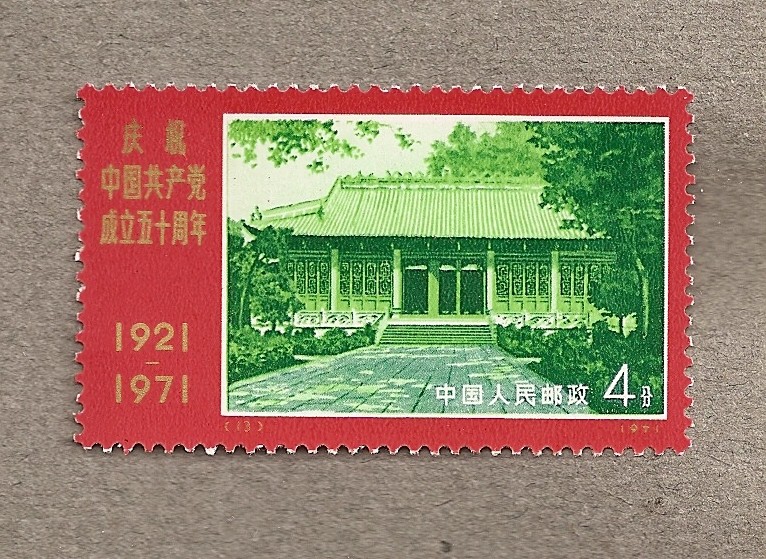 庆祝
中国共产党
成立五十周年
1921
–
1971
中国人民邮政 4分
(13) 1971